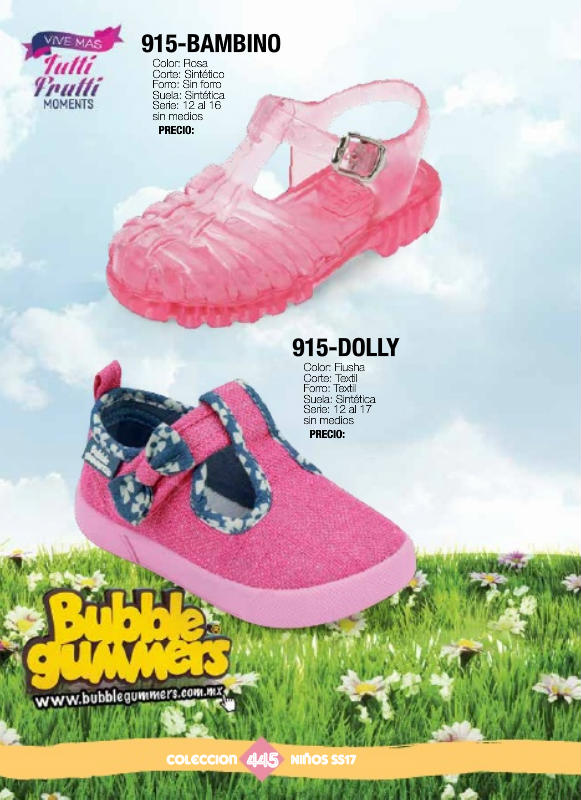 VIVE MAS
Tutti
Frutti
MOMENTS
915-BAMBINO
Color: Rosa
Corte: Sintético
Forro: Sin forro
Suela: Sintética
Serie: 12 al 16
sin medios
PRECIO:
915-DOLLY
Color: Fiusha
Corte: Textil
Forro: Textil
Suela: Sintética
Serie: 12 al 17
sin medios
PRECIO:
Bubble
gummers
Bubble
gummers
www.bubblegummers.com.mx
COLECCION 445 NIÑOS SS17